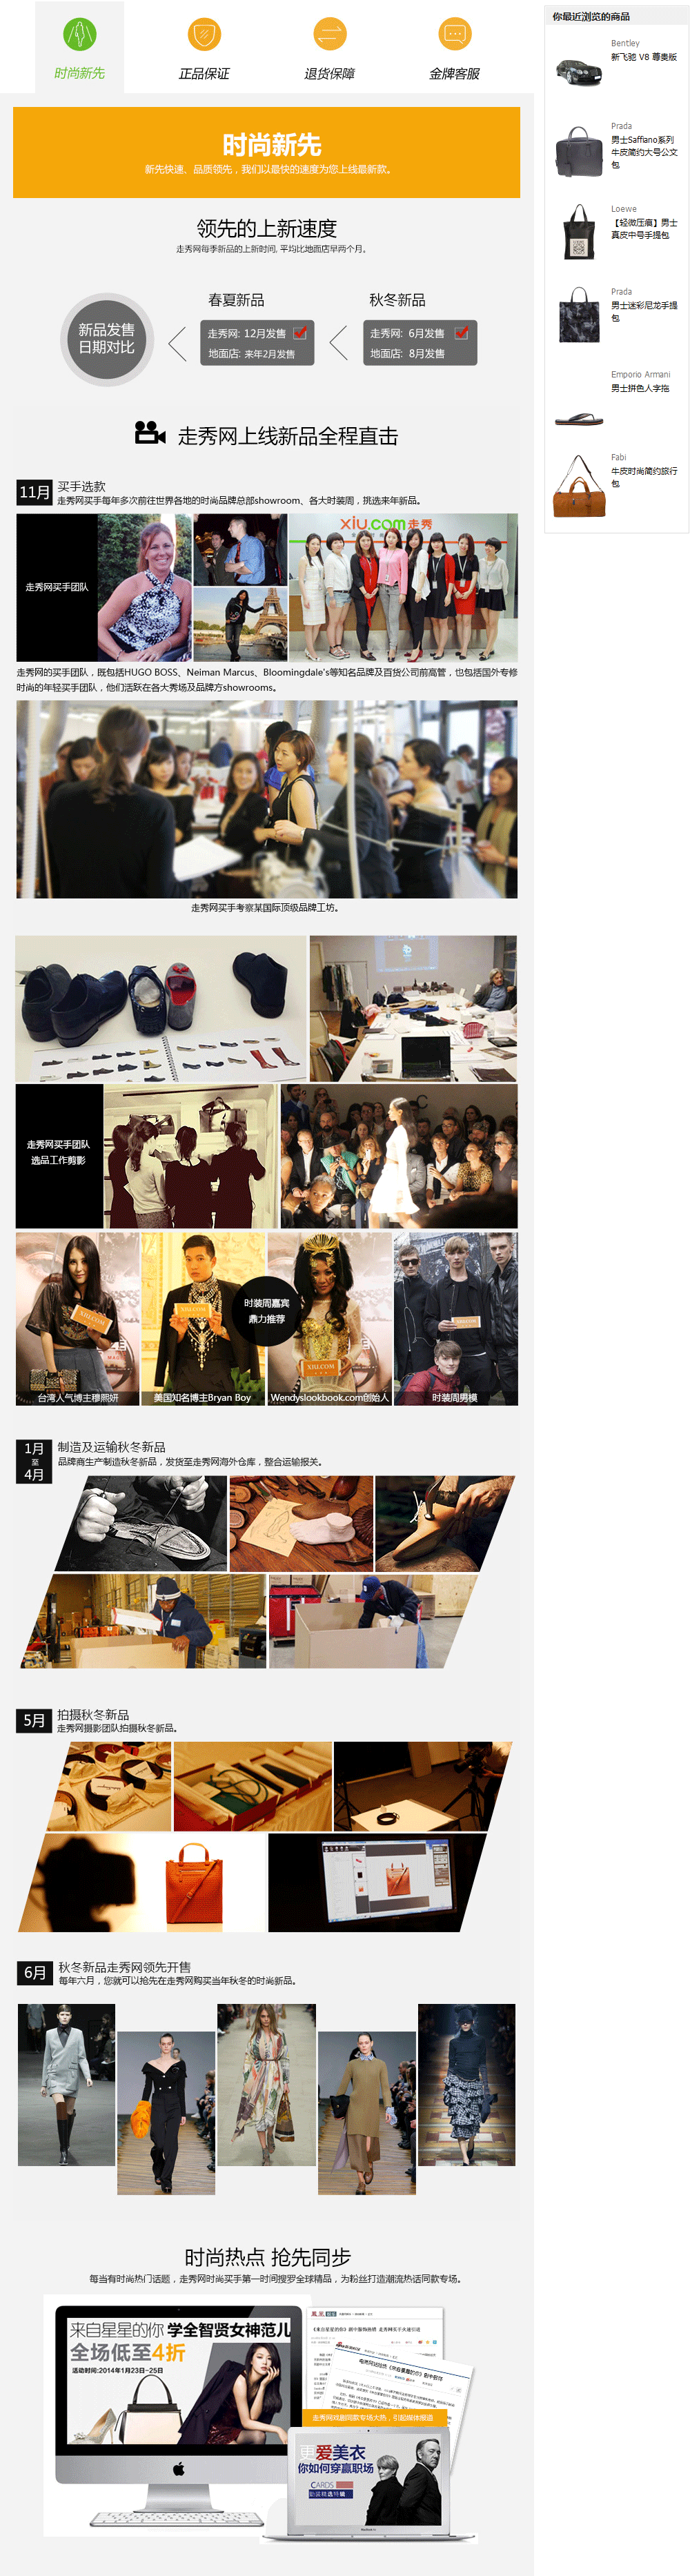 时尚新先
正品保证
退货保障
金牌客服
时尚新先
新先快速、品质领先，我们以最快的速度为您上线最新款。
领先的上新速度
走秀网每季新品的上新时间, 平均比地面店早两个月。
新品发售
日期对比
春夏新品
走秀网: 12月发售
地面店: 来年2月发售
秋冬新品
走秀网: 6月发售
地面店: 8月发售
走秀网上线新品全程直击
11月
买手选款
走秀网买手每年多次前往世界各地的时尚品牌总部showroom、各大时装周，挑选来年新品。
走秀网买手团队
xiu.com走秀
走秀网的买手团队，既包括HUGO BOSS、Neiman Marcus、Bloomingdale's等知名品牌及百货公司前高管，也包括国外专修
时尚的年轻买手团队，他们活跃在各大秀场及品牌方showrooms。
走秀网买手考察某国际顶级品牌工坊。
走秀网买手团队
选品工作剪影
XIU.COM
XIU.COM
XIU.COM
时装周嘉宾
鼎力推荐
台湾人气博主穆熙妍
美国知名博主Bryan Boy
Wendyslookbook.com创始人
时装周男模
1月
至
4月
制造及运输秋冬新品
品牌商生产制造秋冬新品，发货至走秀网海外仓库，整合运输报关。
5月
拍摄秋冬新品
走秀网摄影团队拍摄秋冬新品。
6月
秋冬新品走秀网领先开售
每年六月，您就可以抢先在走秀网购买当年秋冬的时尚新品。
时尚热点 抢先同步
每当有时尚热门话题，走秀网时尚买手第一时间搜罗全球精品，为粉丝打造潮流热话同款专场。
来自星星的你 学全智贤女神范儿
全场低至4折
活动时间:2014年1月23日-25日
走秀网对剧同款专场大热，引起媒体报道
更爱美衣
你如何穿赢职场
CARDS
你最近浏览的商品
Bentley
新飞驰 V8 尊贵版
Prada
男士Saffiano系列
牛皮简约大号公文
包
Loewe
【轻微压痕】男士
真皮中号手提包
Prada
男士迷彩尼龙手提
包
Emporio Armani
男士拼色人字拖
Fabi
牛皮时尚简约旅行
包